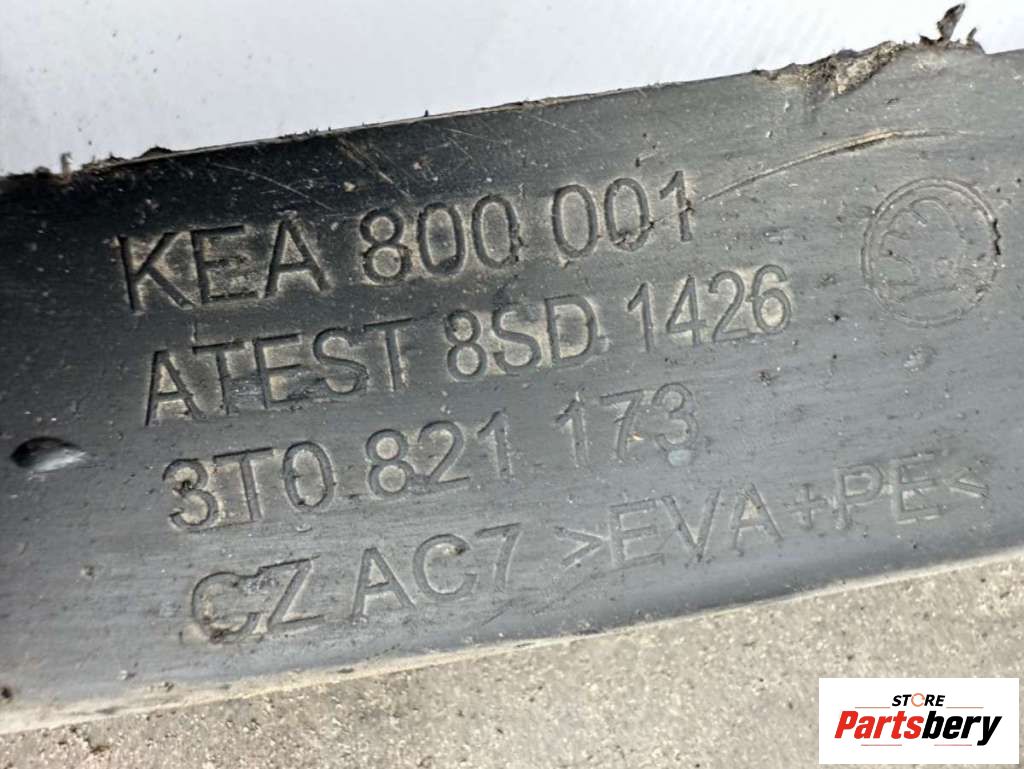 KEA 800 001
ATEST 8SD 1426
3T0 821 173
CZ AC7 >EVA+PE<
STORE
Partsbery